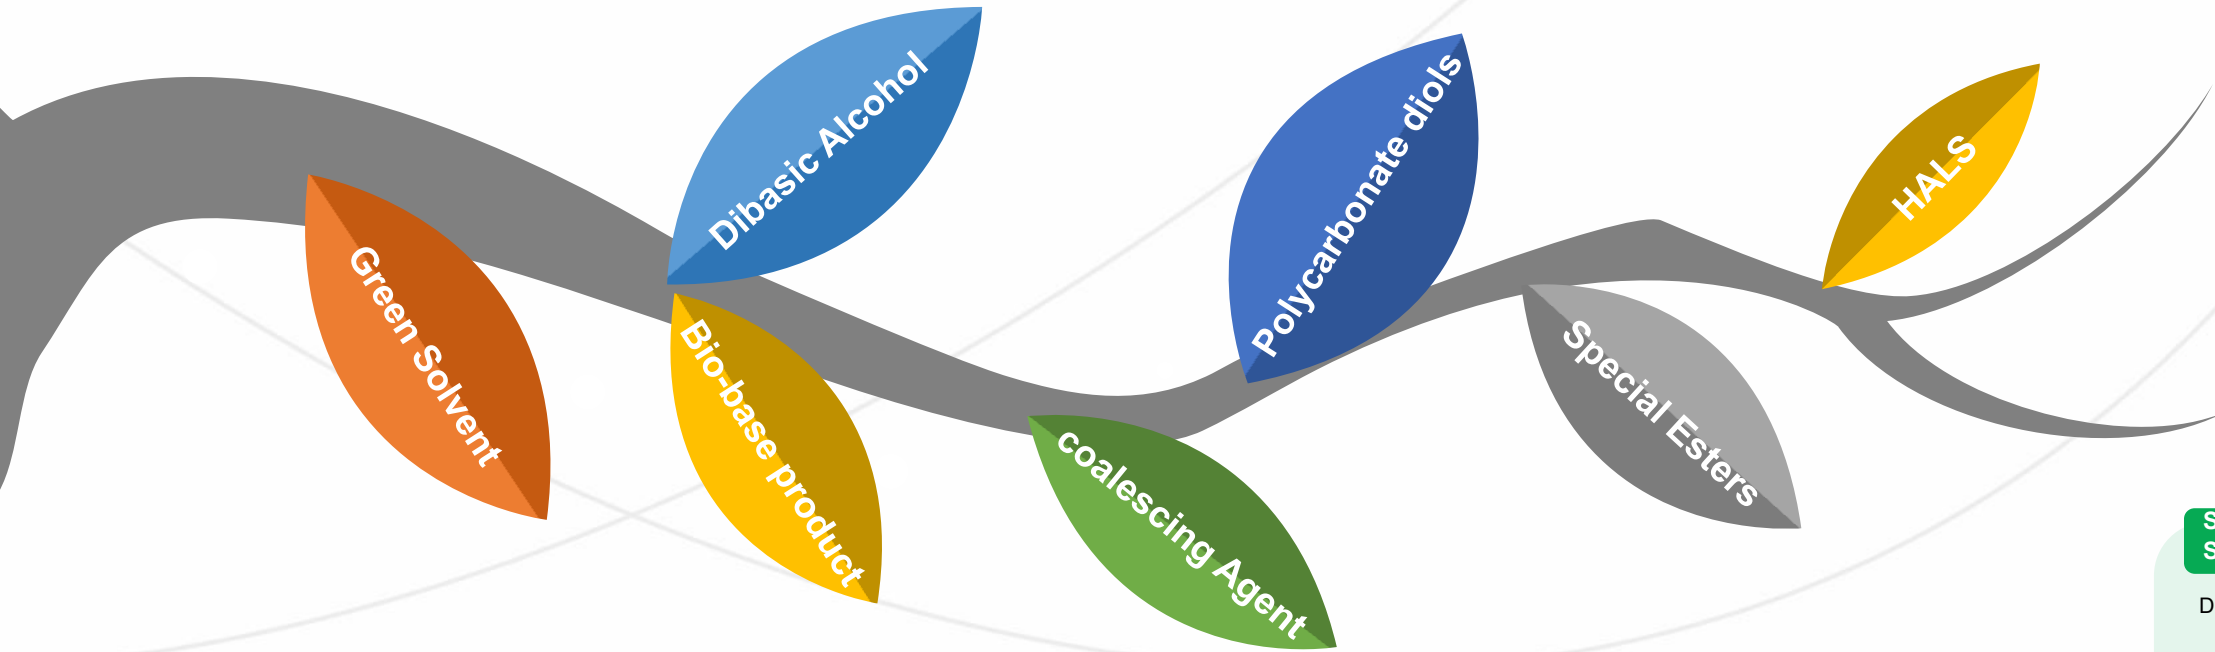 Green Solvent
Dibasic Alcohol
Bio-base product
coalescing Agent
Polycarbonate diols
Special Esters
HALS